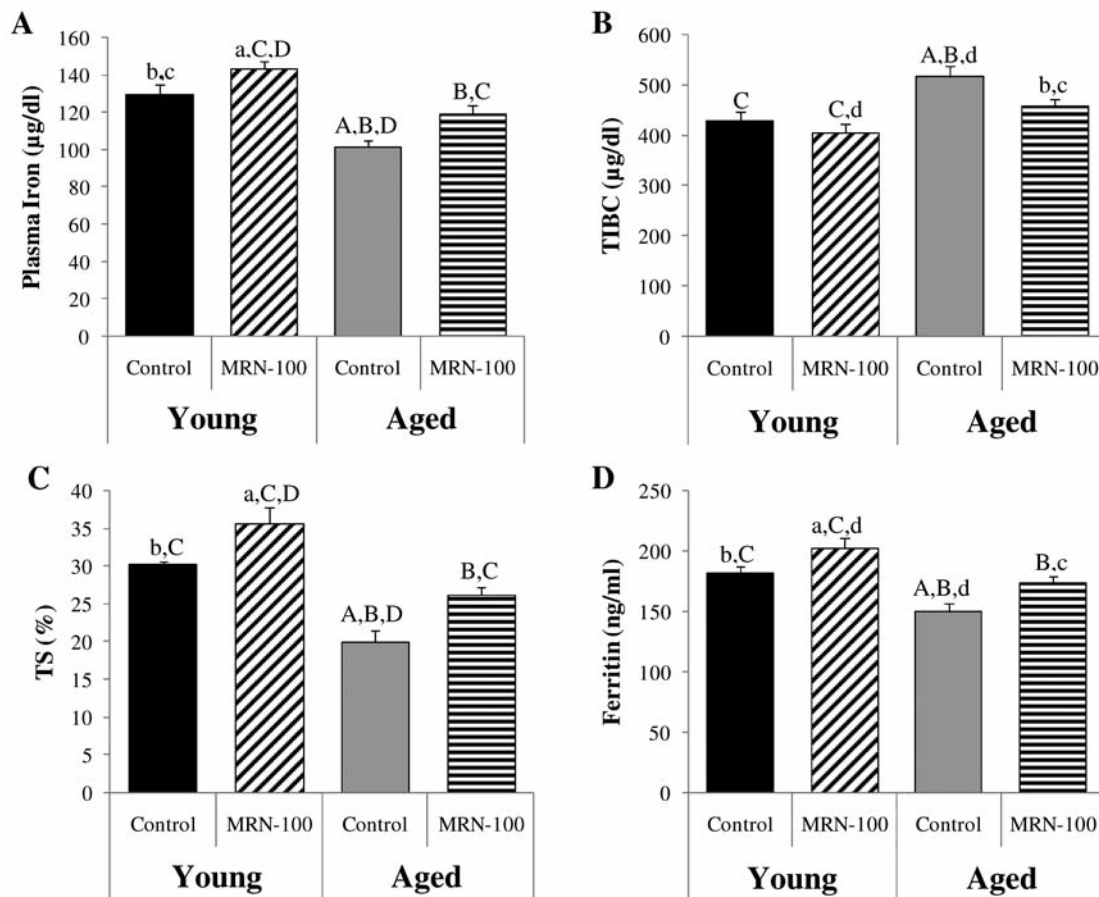 A
Plasma Iron (µg/dl)
160
140
120
100
80
60
40
20
0
b,c
a,C,D
A,B,D
B,C
Control
MRN-100
Control
MRN-100
Young
Aged
B
TIBC (µg/dl)
600
500
400
300
200
100
0
C
C,d
A,B,d
b,c
Control
MRN-100
Control
MRN-100
Young
Aged
C
TS (%)
40
35
30
25
20
15
10
5
0
b,C
a,C,D
A,B,D
B,C
Control
MRN-100
Control
MRN-100
Young
Aged
D
Ferritin (ng/ml)
250
200
150
100
50
0
b,C
a,C,d
A,B,d
B,c
Control
MRN-100
Control
MRN-100
Young
Aged